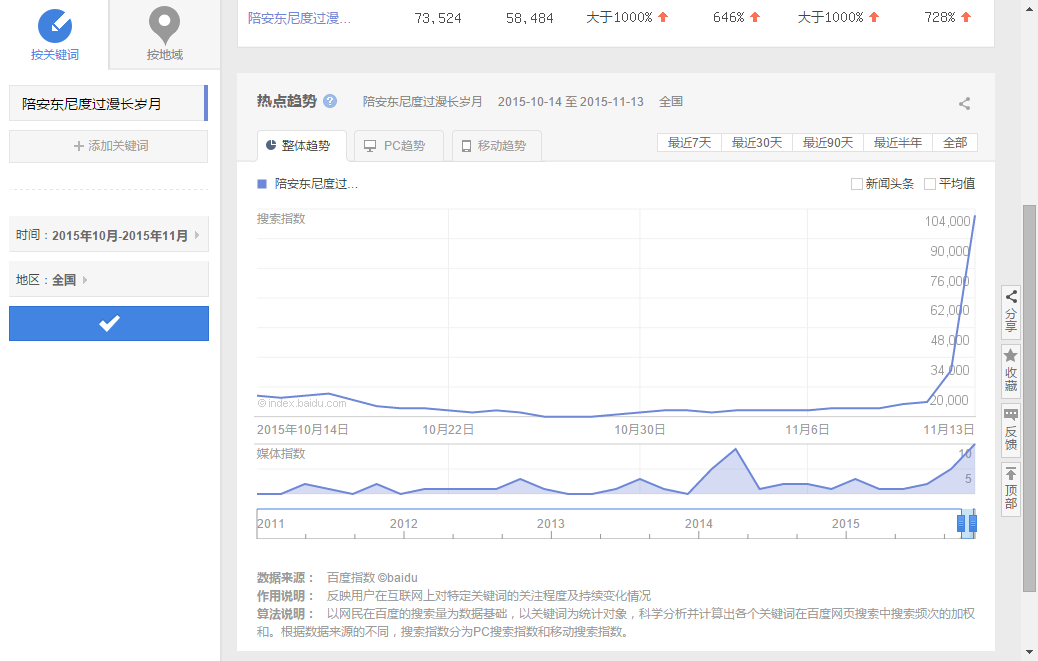 按关键词
按地域
陪安东尼度过漫长岁月
添加关键词
时间：2015年10月-2015年11月
地区：全国
陪安东尼度过漫... 73,524 58,484 大于1000% 646% 大于1000% 728%
热点趋势 ? 陪安东尼度过漫长岁月 2015-10-14 至 2015-11-13 全国
整体趋势 PC趋势 移动趋势 最近7天 最近30天 最近90天 最近半年 全部
陪安东尼度过... 新闻头条 平均值
搜索指数
104,000
90,000
76,000
62,000
48,000
34,000
20,000
©index.baidu.com
2015年10月14日 10月22日 10月30日 11月6日 11月13日
媒体指数
10
5
2011 2012 2013 2014 2015
数据来源： 百度指数 ©baidu
作用说明： 反映用户在互联网上对特定关键词的关注程度及持续变化情况
算法说明： 以网民在百度的搜索量为数据基础，以关键词为统计对象，科学分析并计算出各个关键词在百度网页搜索中搜索频次的加权
和。根据数据来源的不同，搜索指数分为PC搜索指数和移动搜索指数。
分享
收藏
反馈
顶部